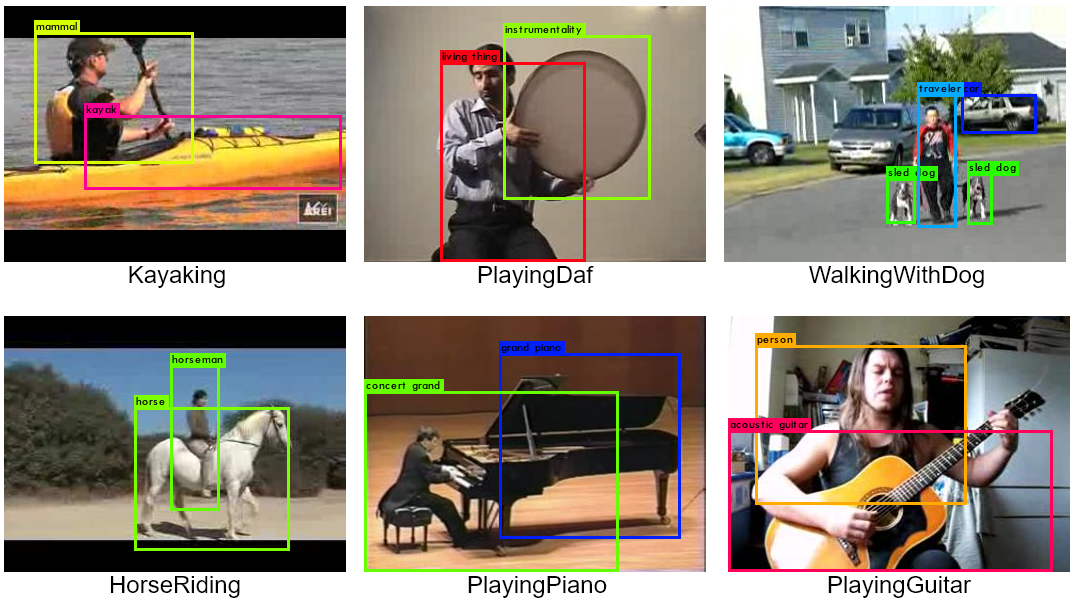 mammal
kayak
AREI
Kayaking
instrumentality
living thing
PlayingDaf
traveler car
sled dog
sled dog
WalkingWithDog
horseman
horse
HorseRiding
grand piano
concert grand
PlayingPiano
person
acoustic guitar
PlayingGuitar